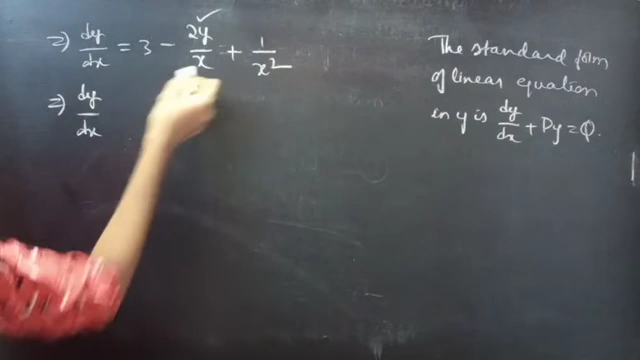 ⇒ dy/dx = 3 - 2y/x + 1/x²
⇒ dy/dx
The standard form
of linear equation
in y is dy/dx + Py = Q.